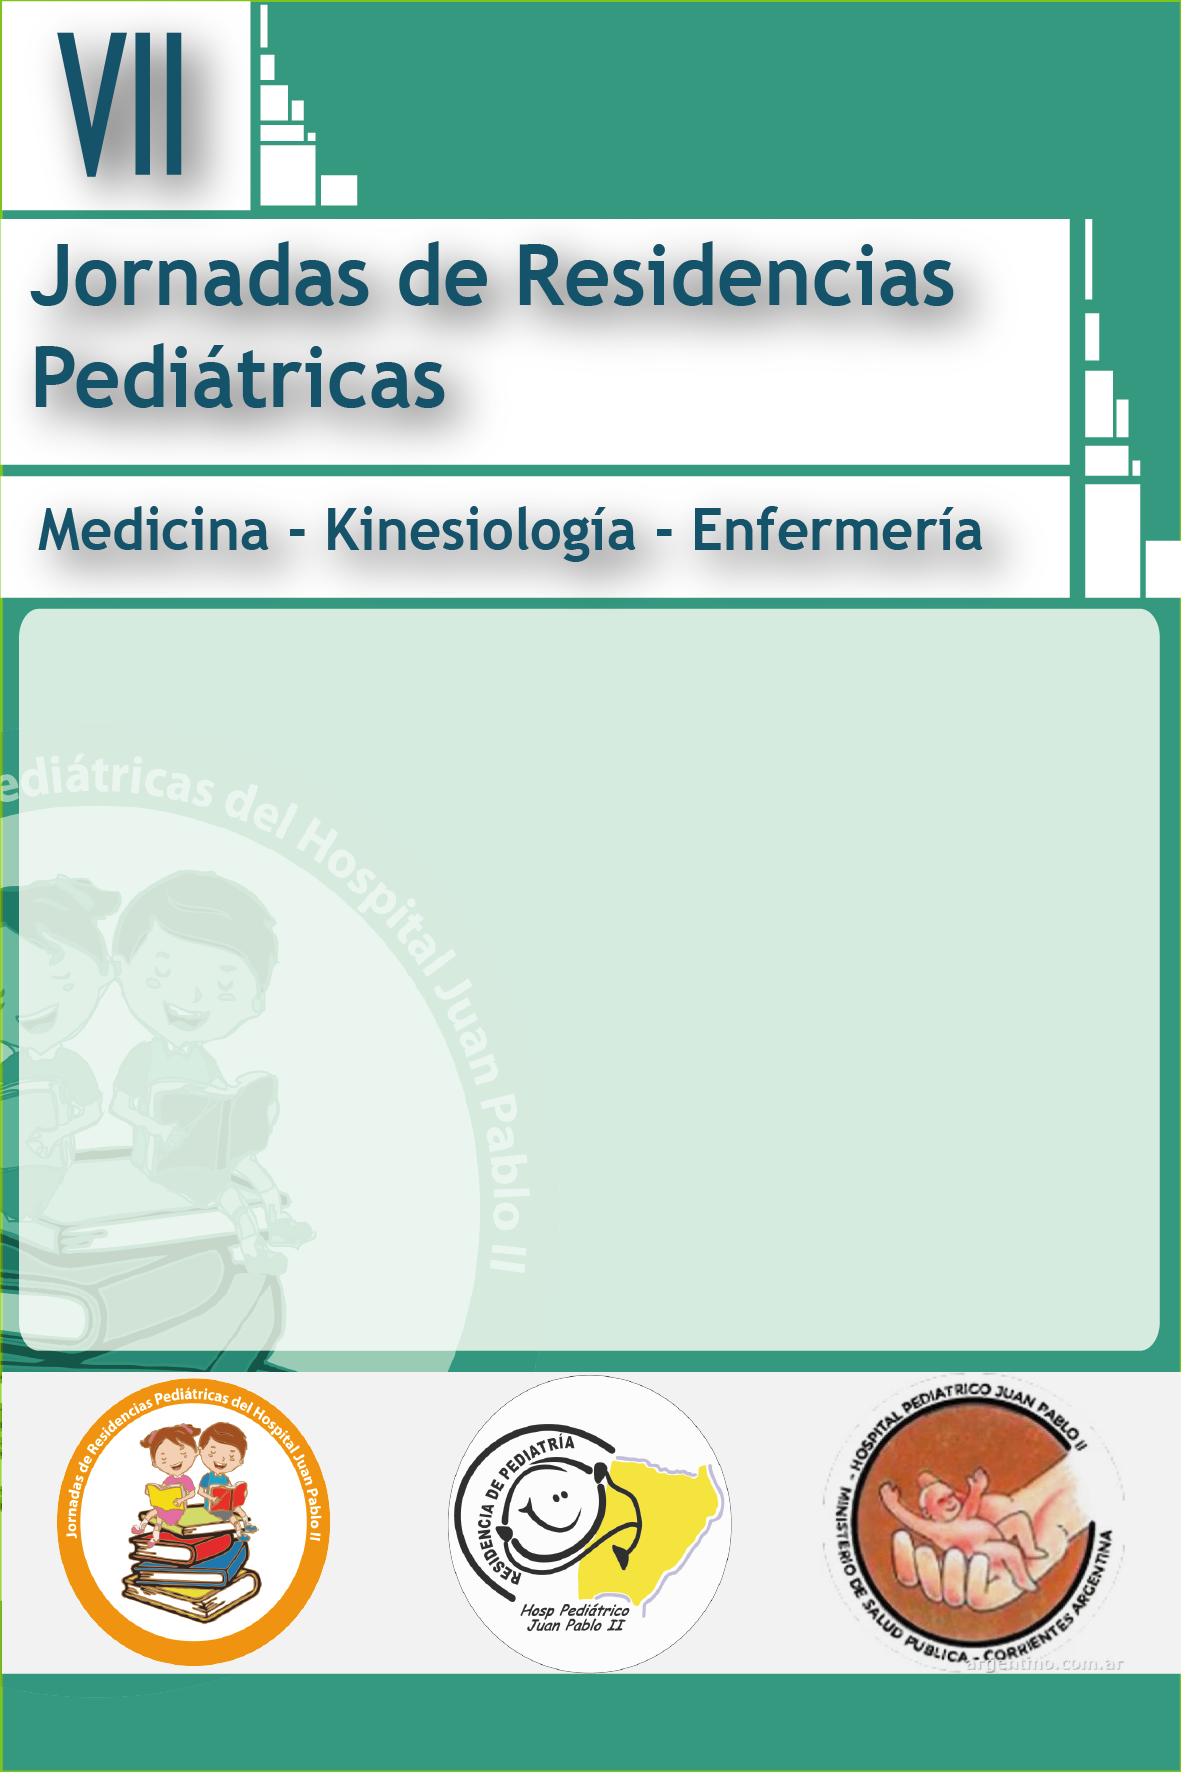 VII
Jornadas de Residencias
Pediátricas
Medicina - Kinesiología - Enfermería
ediátricas del Hospital Juan Pablo II
Jornadas de Residencias Pediátricas del Hospital Juan Pablo II
RESIDENCIA DE PEDIATRÍA
Hosp Pediátrico
Juan Pablo II
- HOSPITAL PEDIATRICO JUAN PABLO II
MINISTERIO DE SALUD PUBLICA - CORRIENTES ARGENTINA
argentino.com.ar